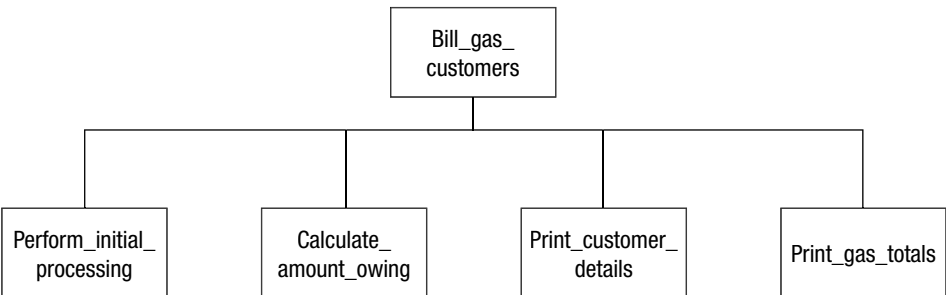 Bill_gas_
customers
Perform_initial_
processing
Calculate_
amount_owing
Print_customer_
details
Print_gas_totals